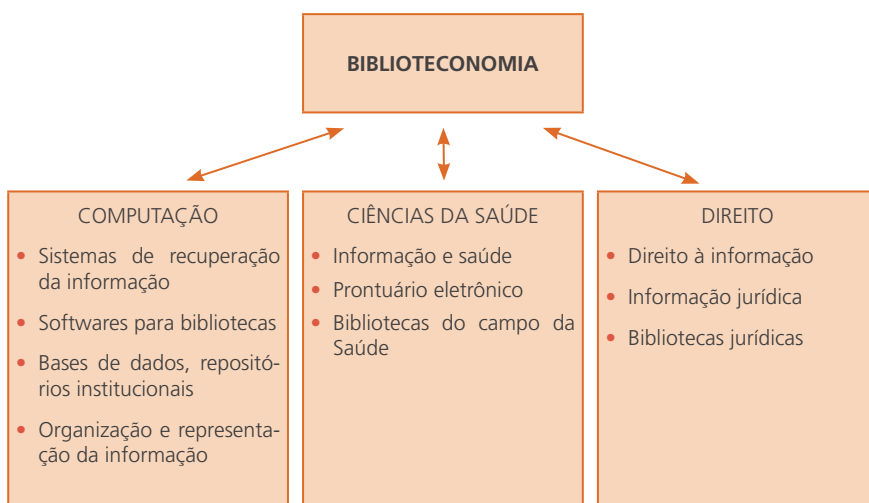 BIBLIOTECONOMIA
COMPUTAÇÃO
• Sistemas de recuperação
da informação
• Softwares para bibliotecas
• Bases de dados, repositó-
rios institucionais
• Organização e representa-
ção da informação
CIÊNCIAS DA SAÚDE
• Informação e saúde
• Prontuário eletrônico
• Bibliotecas do campo da
Saúde
DIREITO
• Direito à informação
• Informação jurídica
• Bibliotecas jurídicas